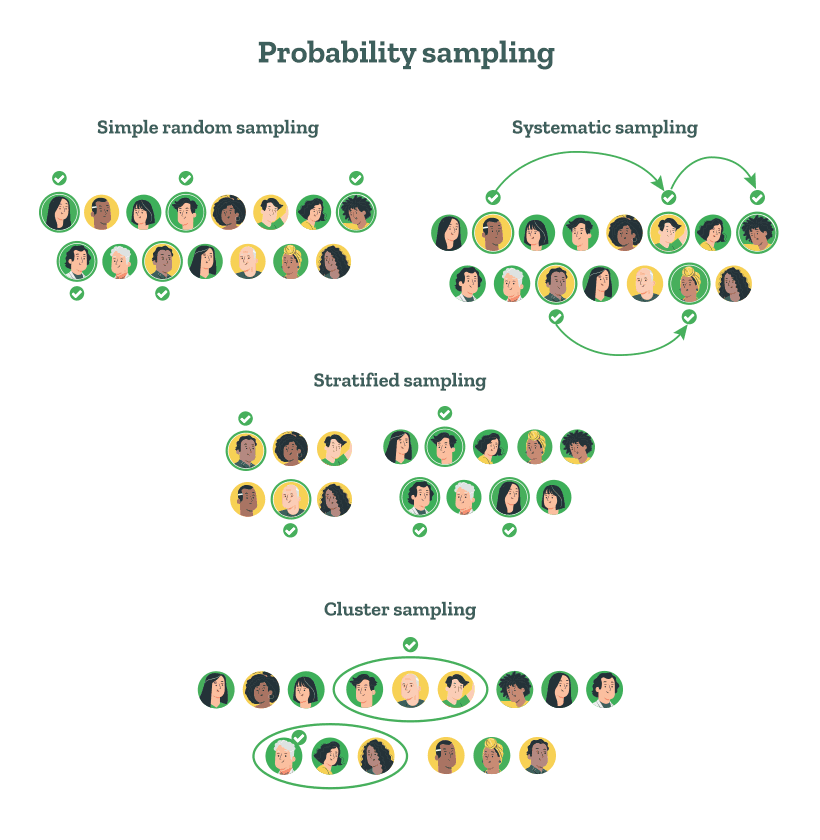 Probability sampling
Simple random sampling
Systematic sampling
Stratified sampling
Cluster sampling